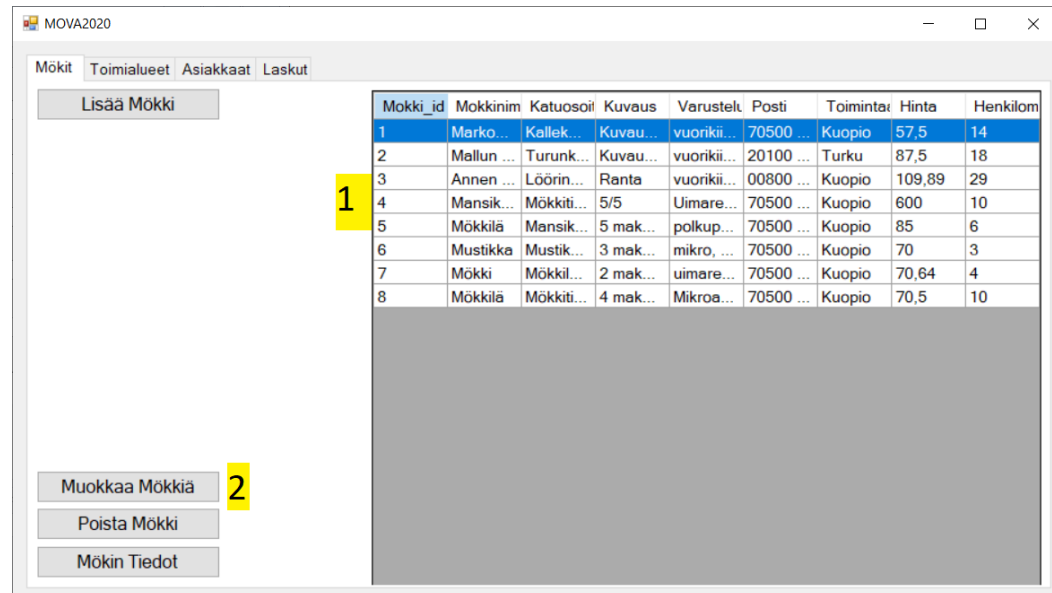 MOVA2020
Mökit Toimialueet Asiakkaat Laskut
Lisää Mökki
Mokki_id Mokkinim Katuosoit Kuvaus Varustelu Posti Toimintaa Hinta Henkilom
1 Marko... Kallek... Kuvau... vuorikii... 70500 ... Kuopio 57,5 14
2 Mallun ... Turunk... Kuvau... vuorikii... 20100 ... Turku 87,5 18
3 Annen ... Löörin... Ranta vuorikii... 00800 ... Kuopio 109,89 29
1
4 Mansik... Mökkiti... 5/5 Uimare... 70500 ... Kuopio 600 10
5 Mökkilä Mansik... 5 mak... polkup... 70500 ... Kuopio 85 6
6 Mustikka Mustik... 3 mak... mikro, ... 70500 ... Kuopio 70 3
7 Mökki Mökkil... 2 mak... uimare... 70500 ... Kuopio 70,64 4
8 Mökkilä Mökkiti... 4 mak... Mikroa... 70500 ... Kuopio 70,5 10
Muokkaa Mökkiä 2
Poista Mökki
Mökin Tiedot